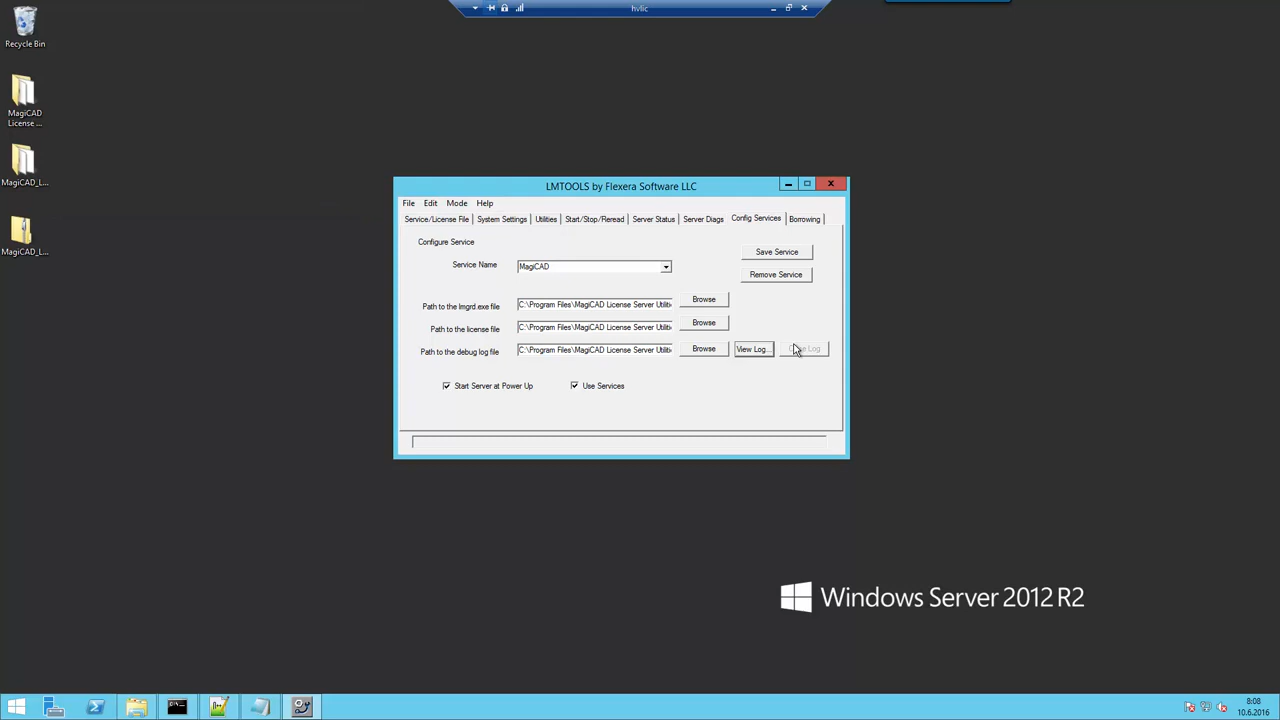 hvlic
Recycle Bin
MagiCAD
License ...
MagiCAD_L...
MagiCAD_L...
LMTOOLS by Flexera Software LLC
File Edit Mode Help
Service/License File System Settings Utilities Start/Stop/Reread Server Status Server Diags Config Services Borrowing
Configure Service
Save Service
Service Name MagiCAD
Remove Service
Path to the lmgrd.exe file C:\Program Files\MagiCAD License Server Utiliti Browse
Path to the license file C:\Program Files\MagiCAD License Server Utiliti Browse
Path to the debug log file C:\Program Files\MagiCAD License Server Utiliti Browse View Log... Log
Start Server at Power Up Use Services
Windows Server 2012 R2
8:08
10.6.2016